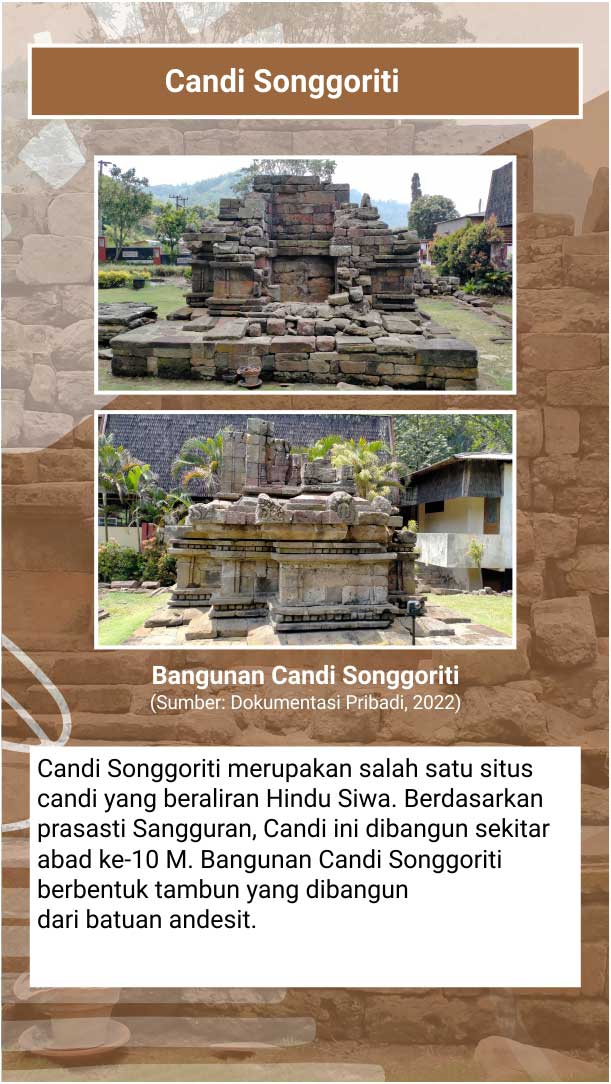 Candi Songgoriti
Bangunan Candi Songgoriti
(Sumber: Dokumentasi Pribadi, 2022)
Candi Songgoriti merupakan salah satu situs
candi yang beraliran Hindu Siwa. Berdasarkan
prasasti Sangguran, Candi ini dibangun sekitar
abad ke-10 M. Bangunan Candi Songgoriti
berbentuk tambun yang dibangun
dari batuan andesit.